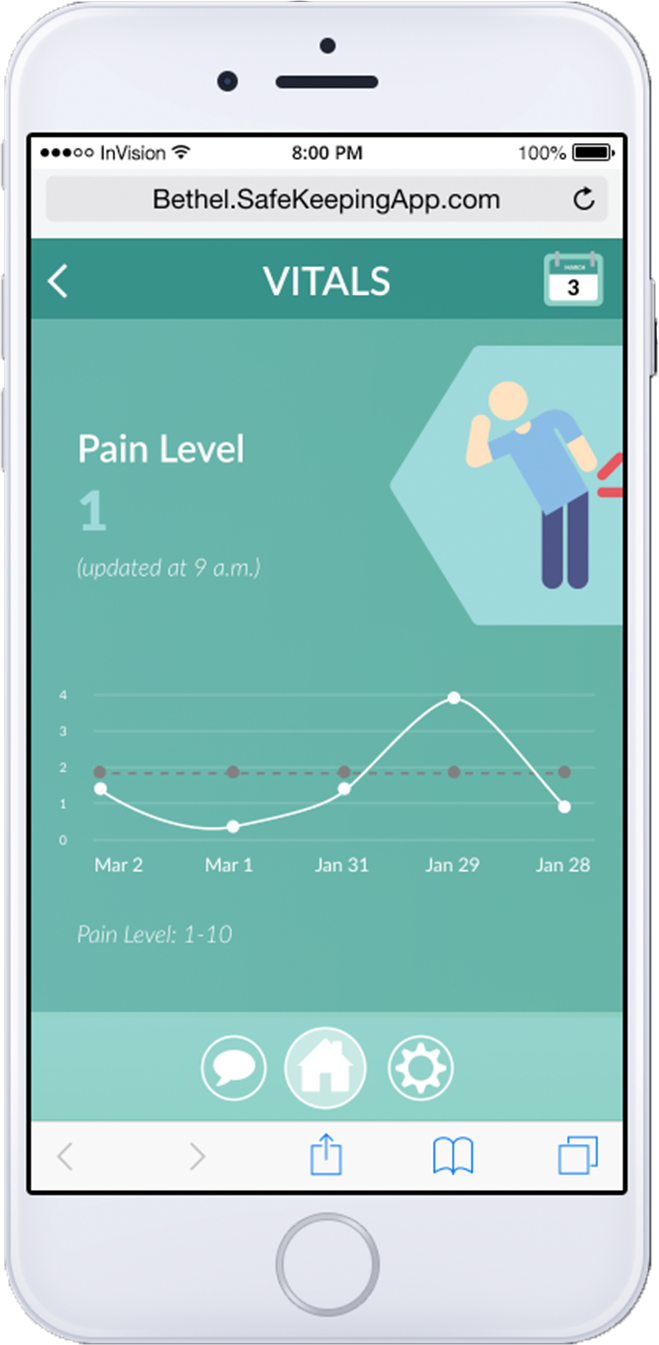 ●●●○○ InVision 8:00 PM 100%
Bethel.SafeKeepingApp.com
VITALS
MARCH
3
Pain Level
1
(updated at 9 a.m.)
4
3
2
1
0
Mar 2 Mar 1 Jan 31 Jan 29 Jan 28
Pain Level: 1-10